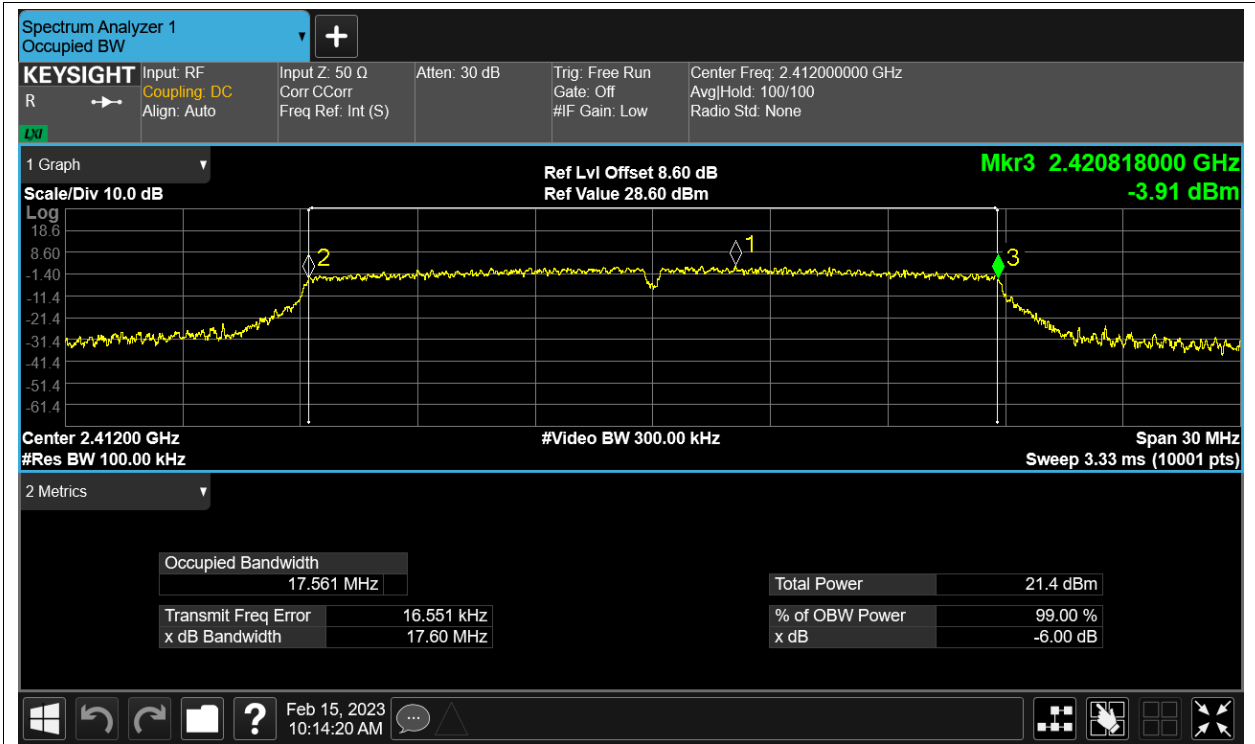 Spectrum Analyzer 1
Occupied BW
KEYSIGHT
R
LXI
Input: RF
Coupling: DC
Align: Auto
Input Z: 50 Ω
Corr CCorr
Freq Ref: Int (S)
Atten: 30 dB
Trig: Free Run
Gate: Off
#IF Gain: Low
Center Freq: 2.412000000 GHz
Avg|Hold: 100/100
Radio Std: None
1 Graph
Scale/Div 10.0 dB
Ref Lvl Offset 8.60 dB
Ref Value 28.60 dBm
Mkr3 2.420818000 GHz
-3.91 dBm
Log
18.6
8.60
-1.40
-11.4
-21.4
-31.4
-41.4
-51.4
-61.4
2
1
3
Center 2.41200 GHz
#Res BW 100.00 kHz
#Video BW 300.00 kHz
Span 30 MHz
Sweep 3.33 ms (10001 pts)
2 Metrics
Occupied Bandwidth
17.561 MHz
Transmit Freq Error 16.551 kHz
x dB Bandwidth 17.60 MHz
Total Power 21.4 dBm
% of OBW Power 99.00 %
x dB -6.00 dB
?
Feb 15, 2023
10:14:20 AM